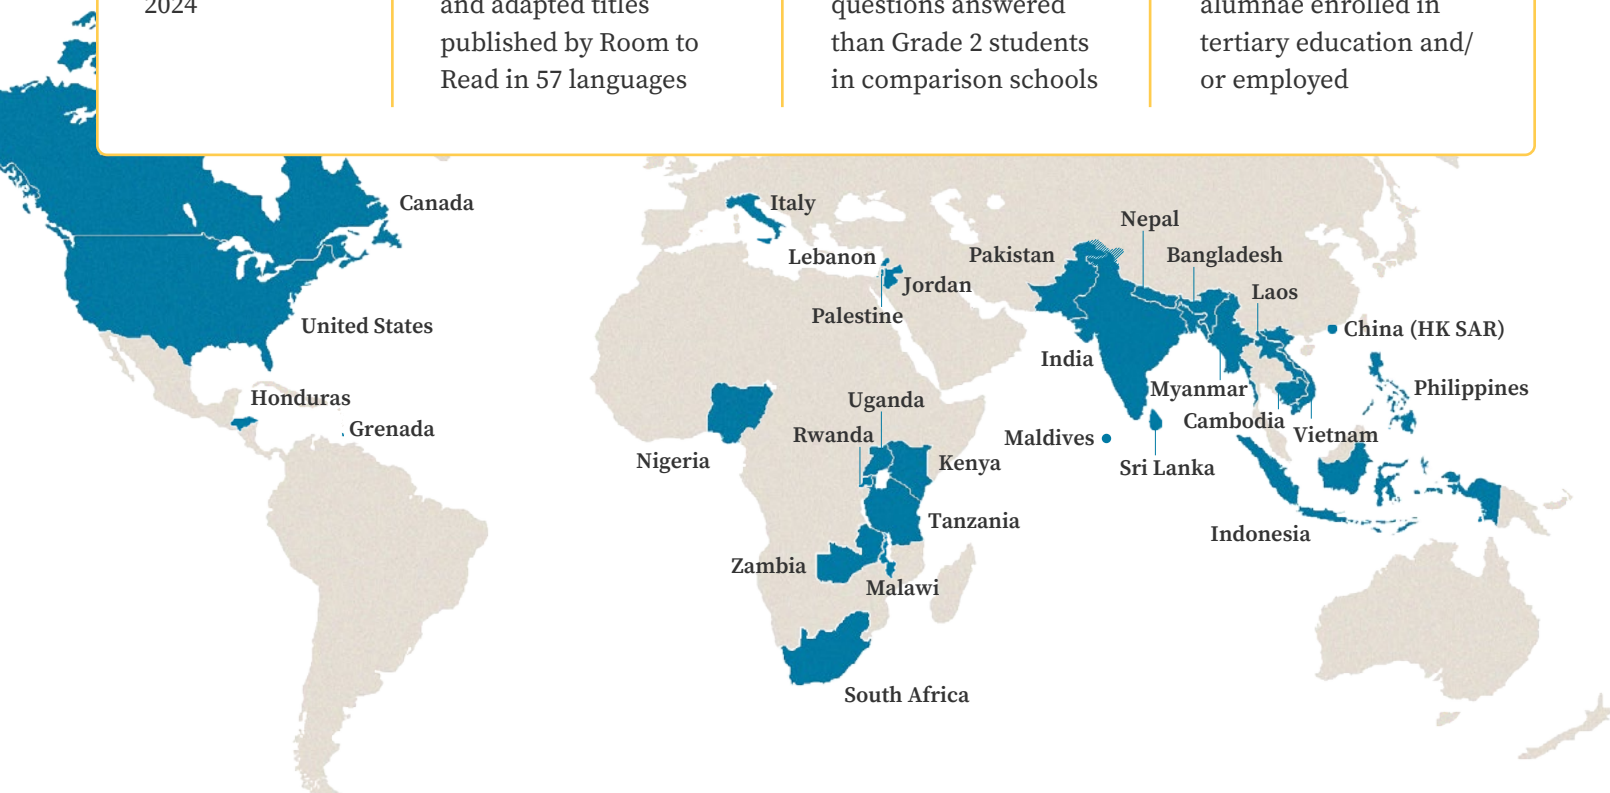 2024
and adapted titles
published by Room to
Read in 57 languages
questions answered
than Grade 2 students
in comparison schools
alumnae enrolled in
tertiary education and/
or employed
Canada
Italy
Nepal
Lebanon
Pakistan
Bangladesh
Jordan
Laos
Palestine
United States
China (HK SAR)
India
Honduras
Myanmar
Philippines
Uganda
Grenada
Cambodia
Rwanda
Maldives
Vietnam
Nigeria
Kenya
Sri Lanka
Tanzania
Indonesia
Zambia
Malawi
South Africa